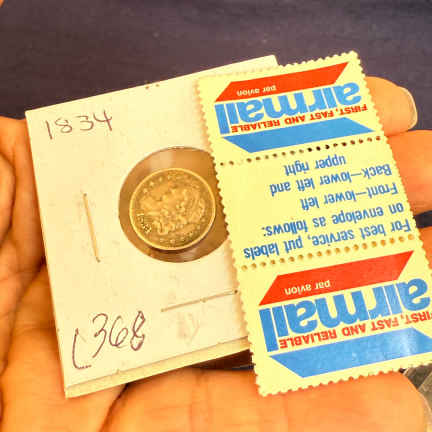 1834
(368
FIRST, FAST AND RELIABLE
airmail
par avion
For best service, put labels
on envelope as follows:
Front—lower left
Back—lower left and
upper right
FIRST, FAST AND RELIABLE
airmail
par avion